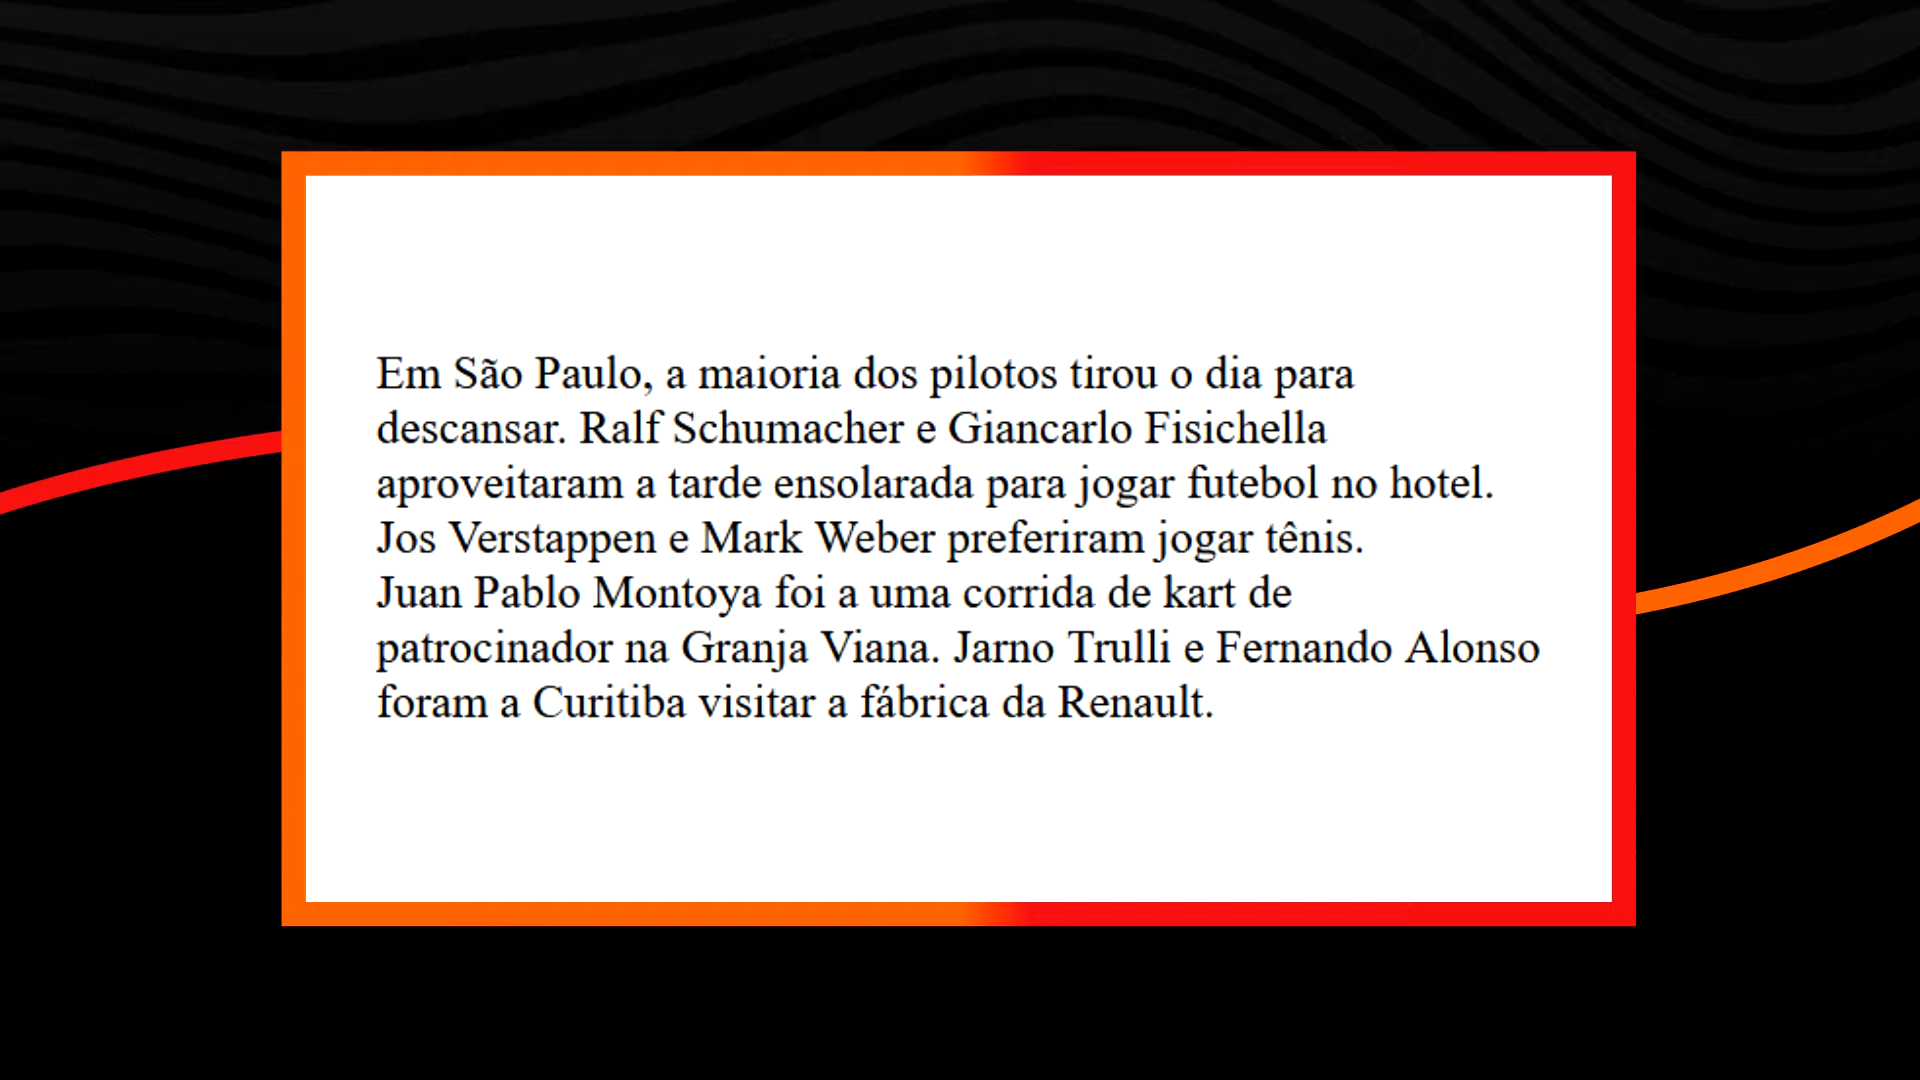 Em São Paulo, a maioria dos pilotos tirou o dia para
descansar. Ralf Schumacher e Giancarlo Fisichella
aproveitaram a tarde ensolarada para jogar futebol no hotel.
Jos Verstappen e Mark Weber preferiram jogar tênis.
Juan Pablo Montoya foi a uma corrida de kart de
patrocinador na Granja Viana. Jarno Trulli e Fernando Alonso
foram a Curitiba visitar a fábrica da Renault.